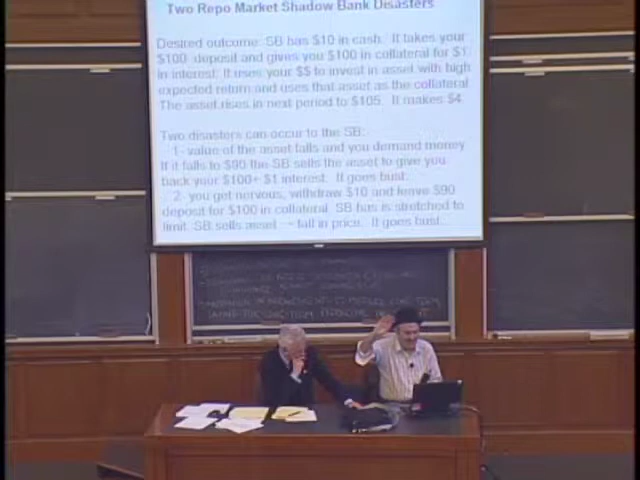 Two Repo Market Shadow Bank Disasters
Desired outcome: SB has $10 in cash. It takes your
$100 deposit and gives you $100 in collateral for $1
in interest. It uses your $$ to invest in asset with high
expected return and uses that asset as the collateral.
The asset rises in next period to $105. It makes $4.
Two disasters can occur to the SB:
1- value of the asset falls and you demand money
If it falls to $90 the SB sells the asset to give you
back your $100+ $1 interest. It goes bust.
2- you get nervous, withdraw $10 and leave $90
deposit for $100 in collateral. SB has is stretched to
limit. SB sells asset → fall in price. It goes bust.